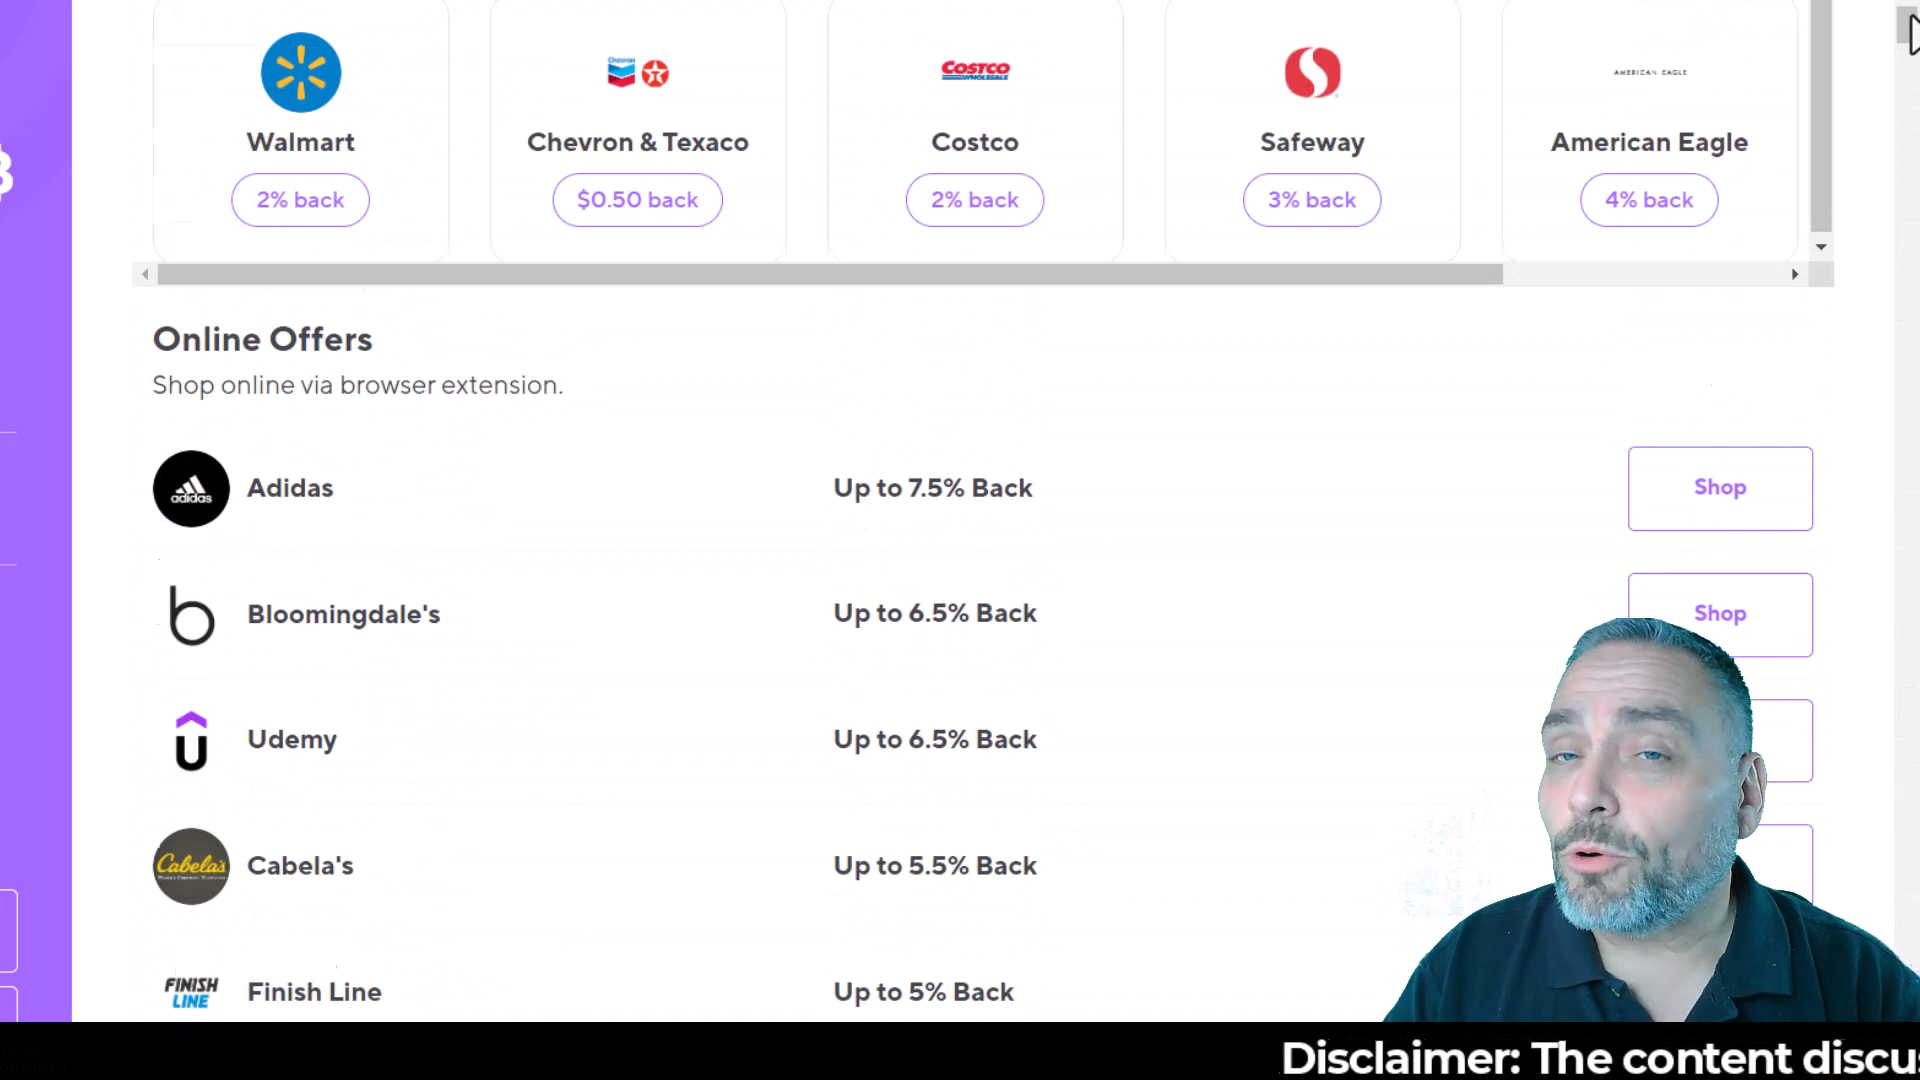 Chevron
COSTCO
WHOLESALE
AMERICAN EAGLE
Walmart
Chevron & Texaco
Costco
Safeway
American Eagle
2% back
$0.50 back
2% back
3% back
4% back
Online Offers
Shop online via browser extension.
adidas
Adidas
Up to 7.5% Back
Shop
Bloomingdale's
Up to 6.5% Back
Shop
Udemy
Up to 6.5% Back
Cabela's
Cabela's
Up to 5.5% Back
FINISH
LINE
Finish Line
Up to 5% Back
Disclaimer: The content discu